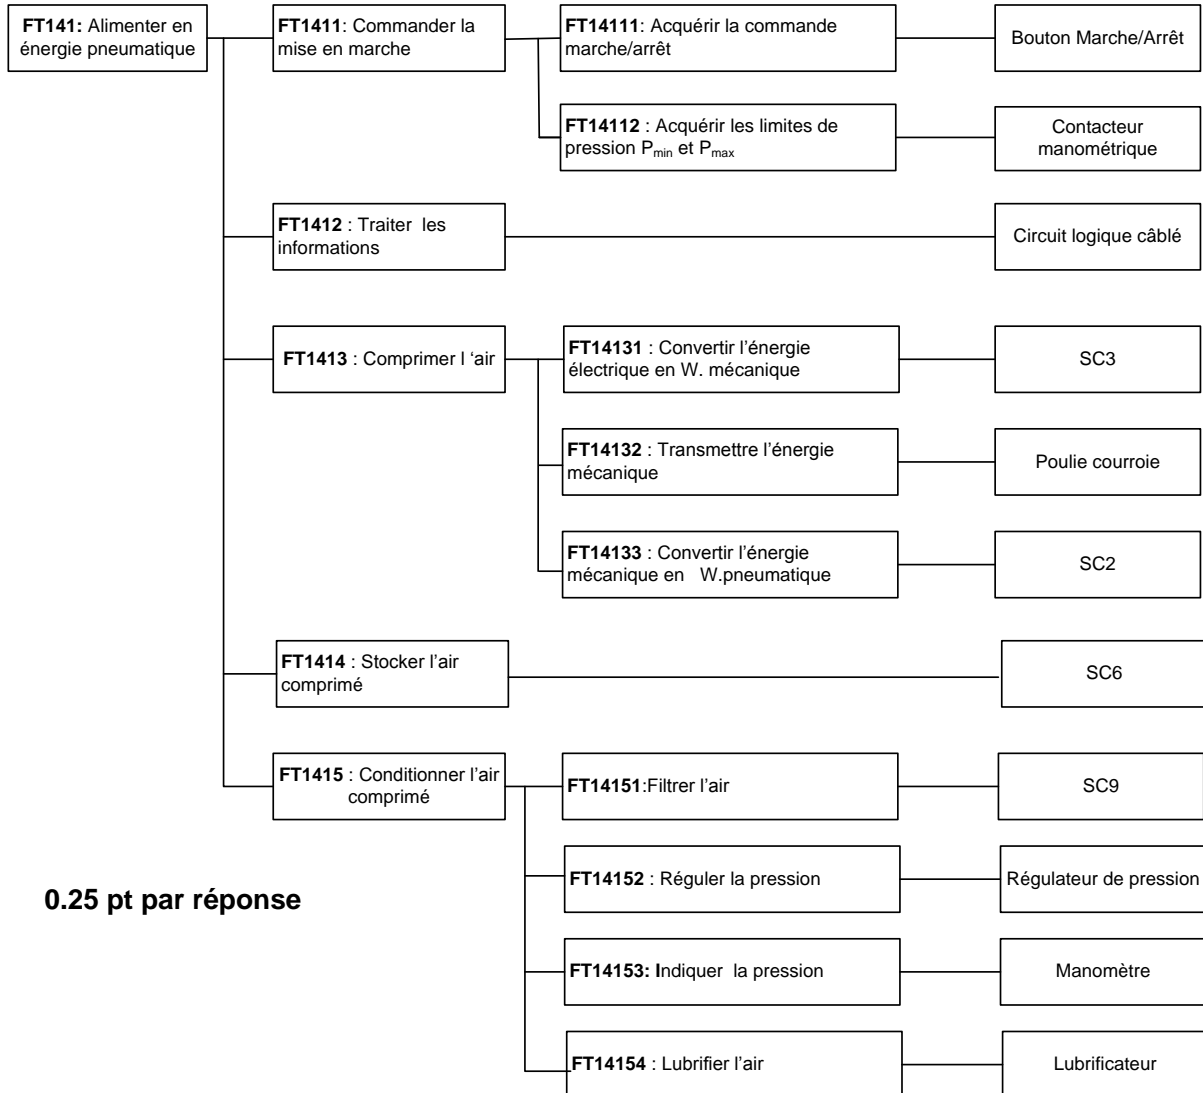 FT141: Alimenter en
énergie pneumatique
FT1411: Commander la
mise en marche
FT14111: Acquérir la commande
marche/arrêt
Bouton Marche/Arrêt
FT14112 : Acquérir les limites de
pression Pmin et Pmax
Contacteur
manométrique
FT1412 : Traiter les
informations
Circuit logique câblé
FT1413 : Comprimer l ‘air
FT14131 : Convertir l’énergie
électrique en W. mécanique
SC3
FT14132 : Transmettre l’énergie
mécanique
Poulie courroie
FT14133 : Convertir l’énergie
mécanique en W.pneumatique
SC2
FT1414 : Stocker l’air
comprimé
SC6
FT1415 : Conditionner l’air
comprimé
FT14151:Filtrer l’air
SC9
FT14152 : Réguler la pression
Régulateur de pression
0.25 pt par réponse
FT14153: Indiquer la pression
Manomètre
FT14154 : Lubrifier l’air
Lubrificateur